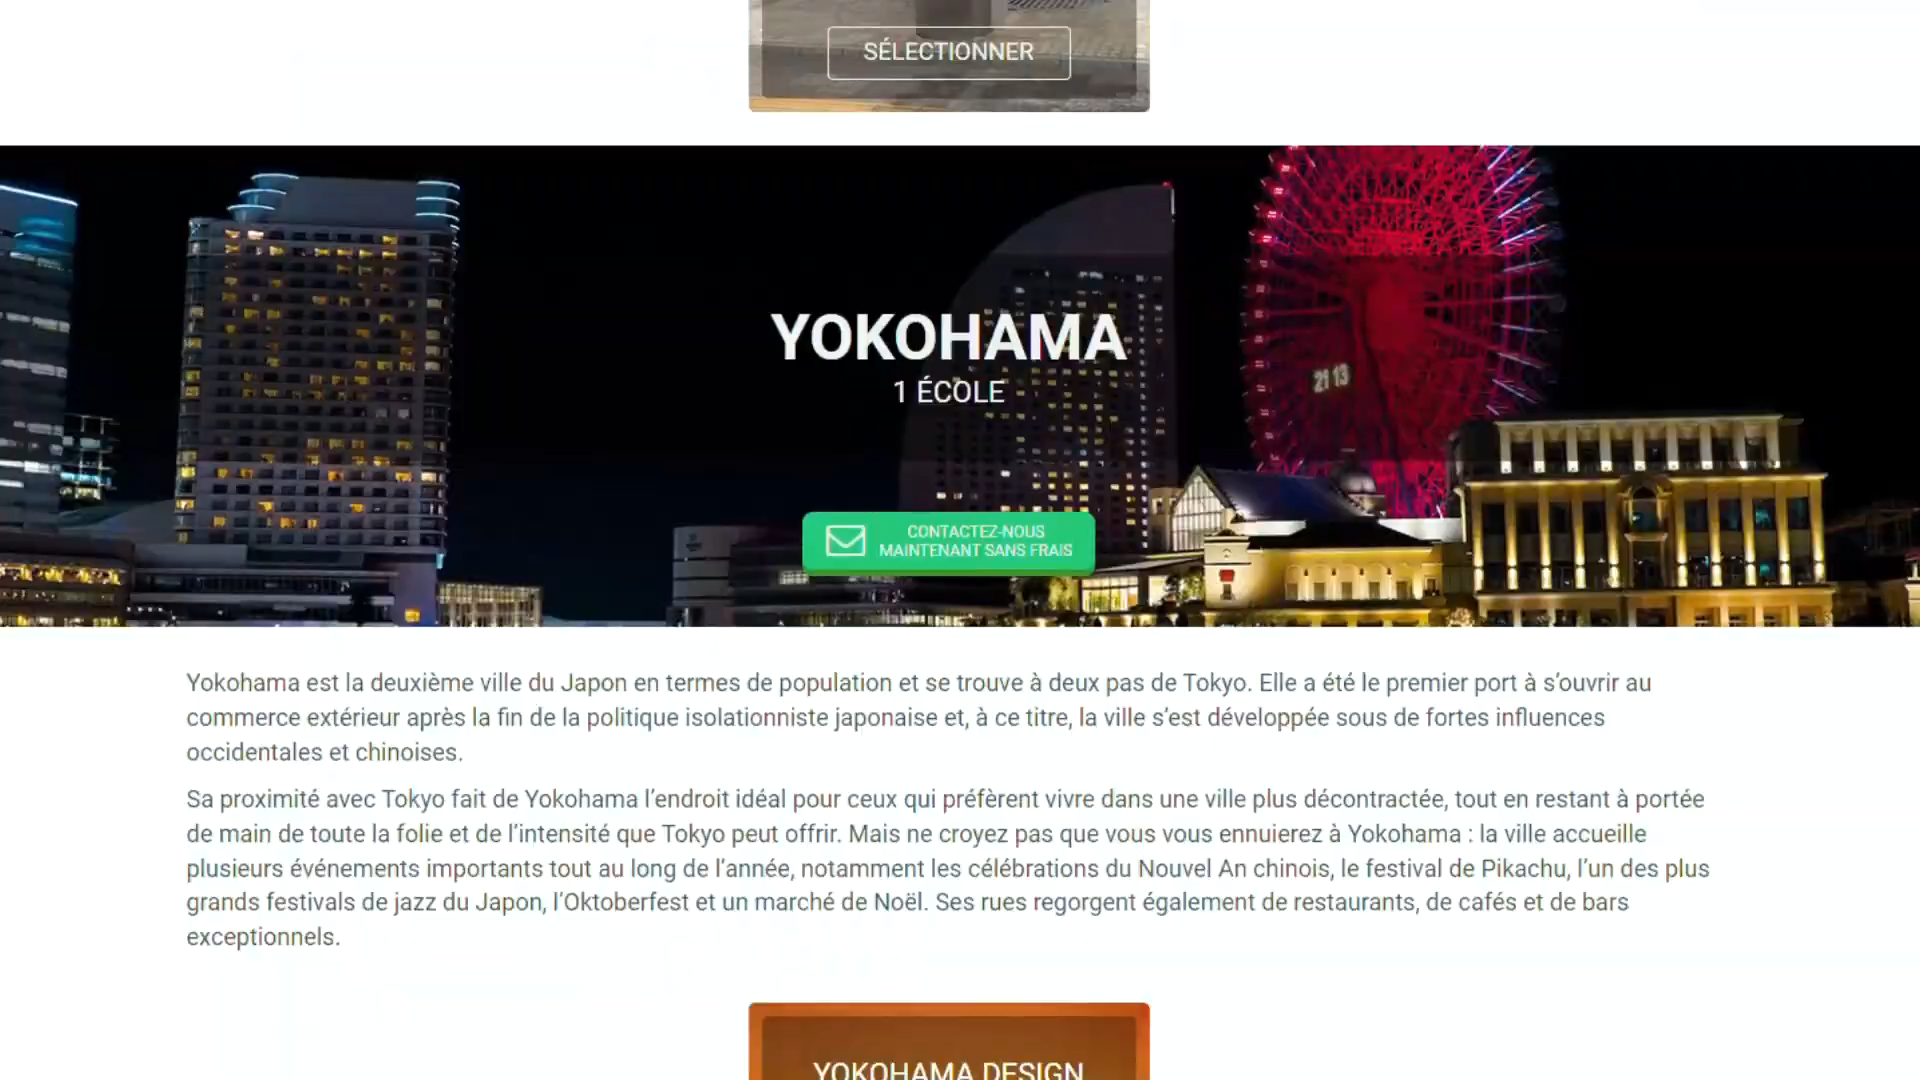 SÉLECTIONNER
YOKOHAMA
1 ÉCOLE
21 13
CONTACTEZ-NOUS
MAINTENANT SANS FRAIS
Yokohama est la deuxième ville du Japon en termes de population et se trouve à deux pas de Tokyo. Elle a été le premier port à s’ouvrir au
commerce extérieur après la fin de la politique isolationniste japonaise et, à ce titre, la ville s’est développée sous de fortes influences
occidentales et chinoises.
Sa proximité avec Tokyo fait de Yokohama l’endroit idéal pour ceux qui préfèrent vivre dans une ville plus décontractée, tout en restant à portée
de main de toute la folie et de l’intensité que Tokyo peut offrir. Mais ne croyez pas que vous vous ennuierez à Yokohama : la ville accueille
plusieurs événements importants tout au long de l’année, notamment les célébrations du Nouvel An chinois, le festival de Pikachu, l’un des plus
grands festivals de jazz du Japon, l’Oktoberfest et un marché de Noël. Ses rues regorgent également de restaurants, de cafés et de bars
exceptionnels.
YOKOHAMA DESIGN